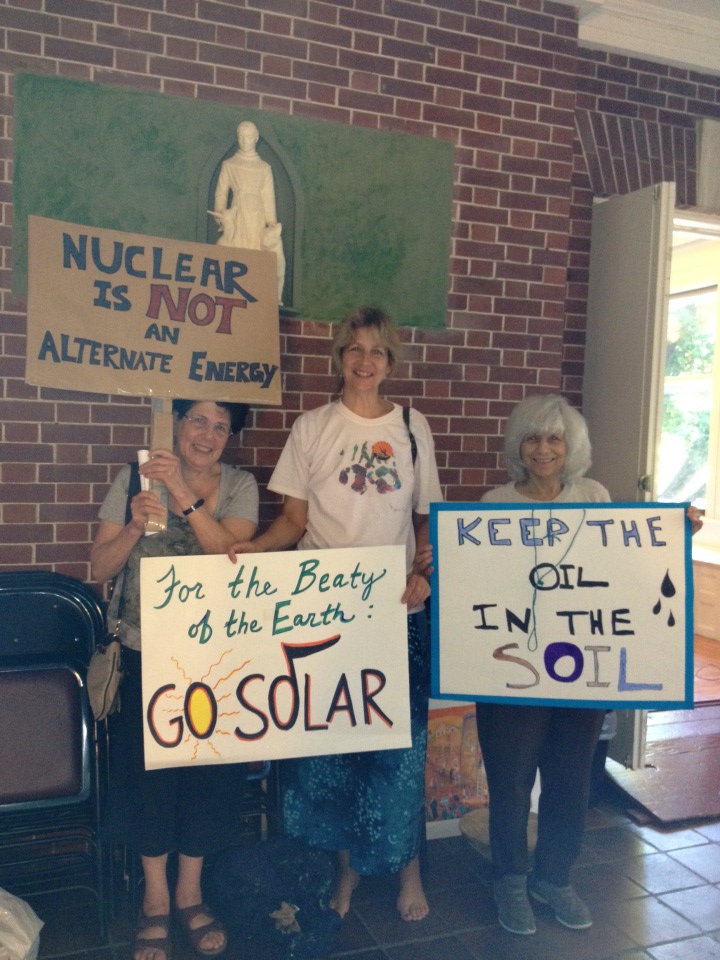 NUCLEAR
IS NOT
AN
ALTERNATE ENERGY
For the Beaty
of the Earth:
GO SOLAR
KEEP THE
OIL
IN THE
SOIL